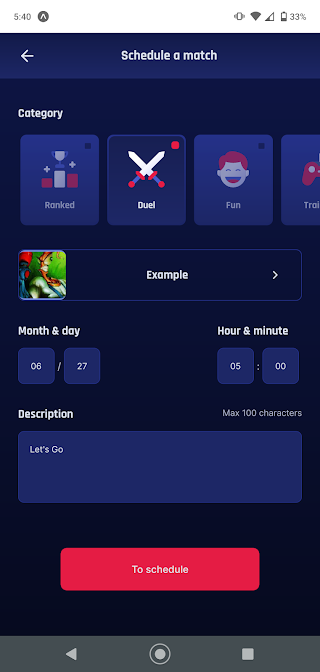 5:40
33%
Schedule a match
Category
Ranked
Duel
Fun
Trai
Example
Month & day
Hour & minute
06 / 27
05 : 00
Description
Max 100 characters
Let's Go
To schedule